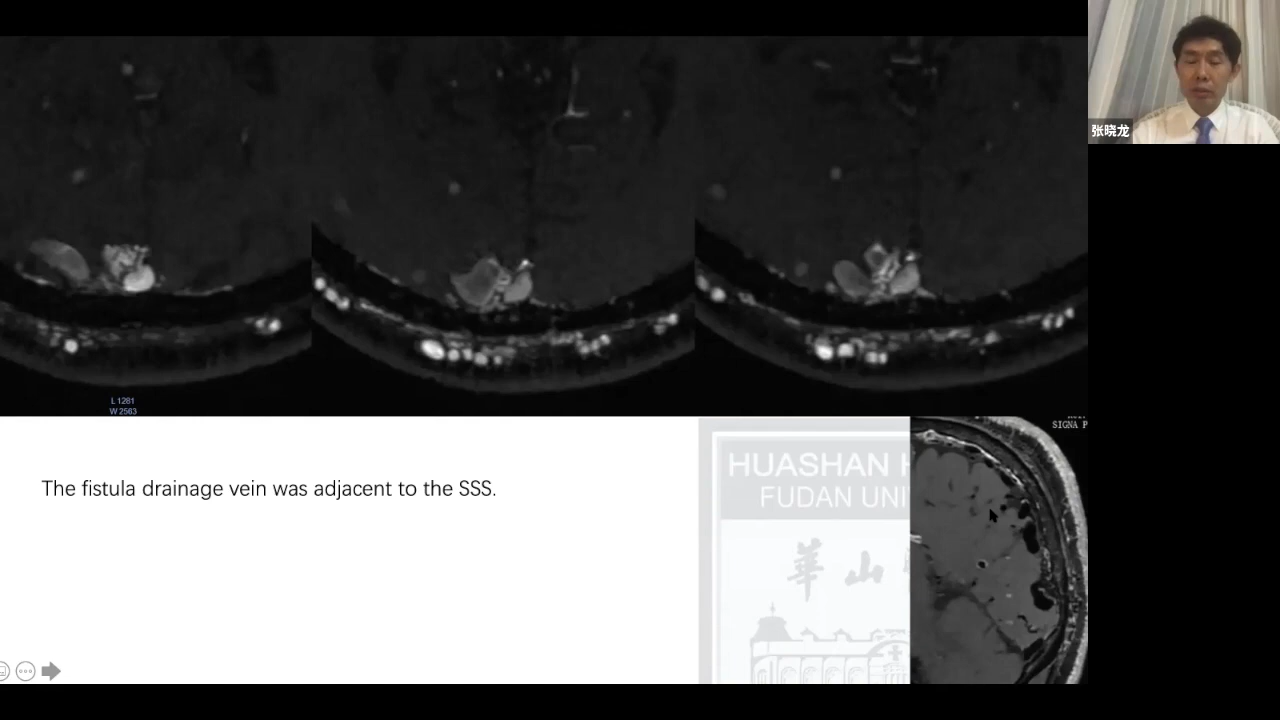 张晓龙
L 1281
W 2563
SIGNA P
HUASHAN H
FUDAN UNI
The fistula drainage vein was adjacent to the SSS.
華山